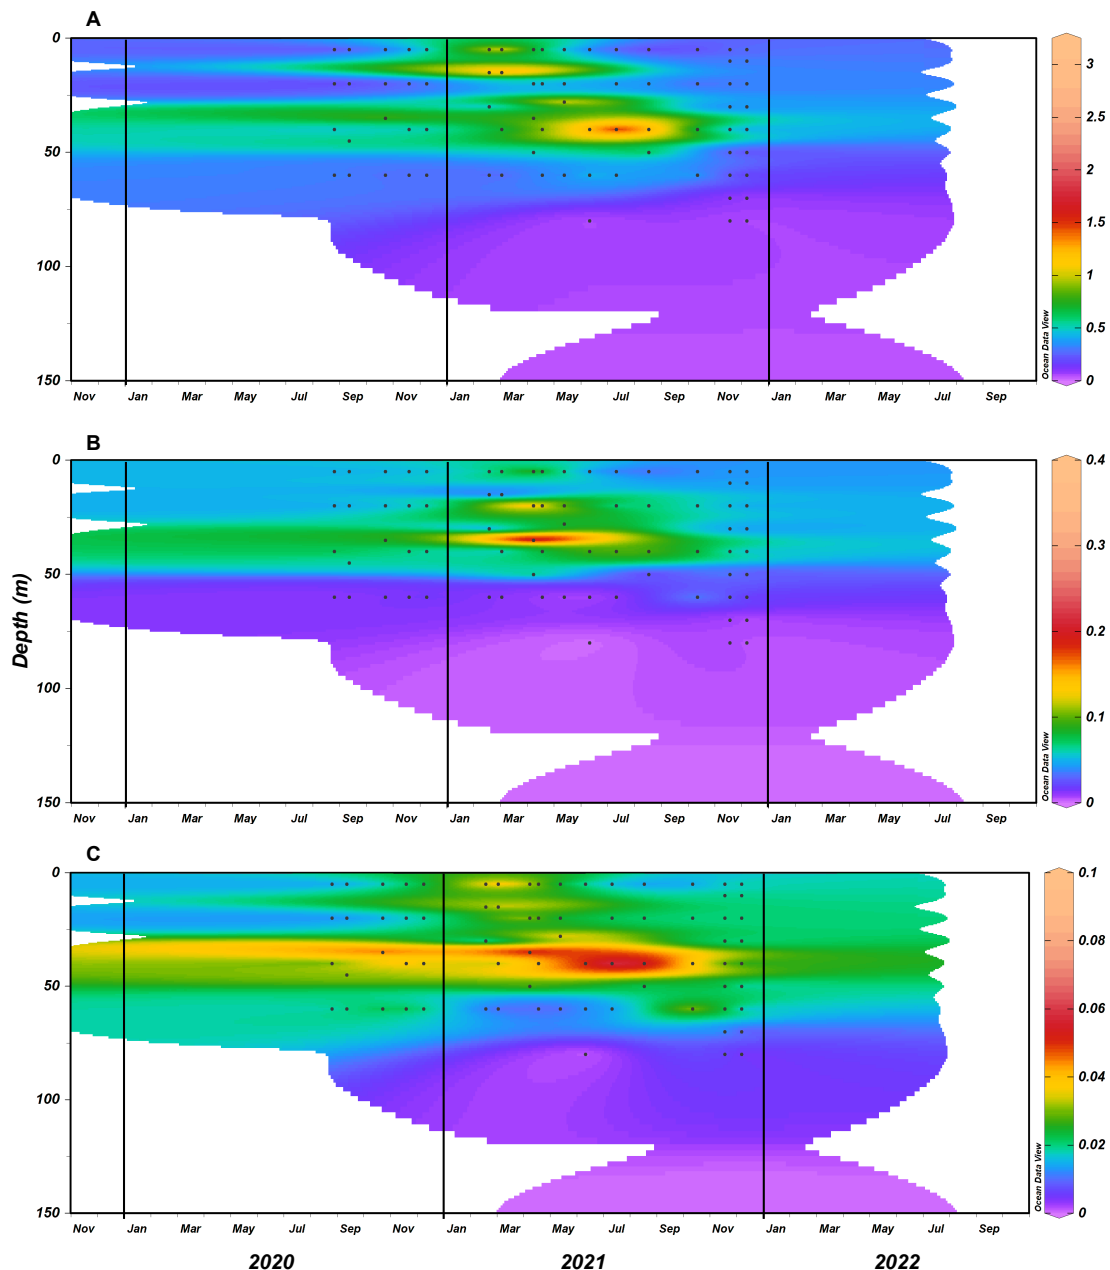 A
0
50
100
150
Nov Jan Mar May Jul Sep Nov Jan Mar May Jul Sep Nov Jan Mar May Jul Sep
Ocean Data View
3
2.5
2
1.5
1
0.5
0
B
0
50
100
150
Depth (m)
Nov Jan Mar May Jul Sep Nov Jan Mar May Jul Sep Nov Jan Mar May Jul Sep
Ocean Data View
0.4
0.3
0.2
0.1
0
C
0
50
100
150
Nov Jan Mar May Jul Sep Nov Jan Mar May Jul Sep Nov Jan Mar May Jul Sep
Ocean Data View
0.1
0.08
0.06
0.04
0.02
0
2020 2021 2022